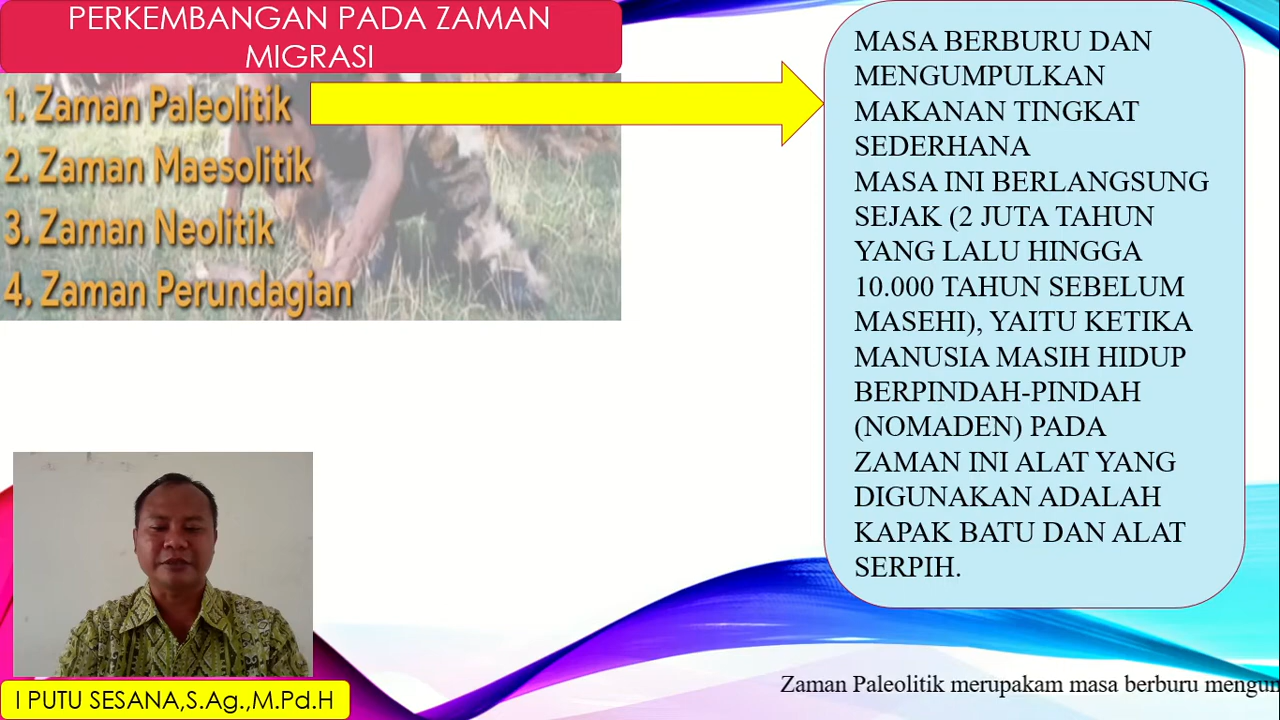 PERKEMBANGAN PADA ZAMAN
MIGRASI
1. Zaman Paleolitik
2. Zaman Maesolitik
3. Zaman Neolitik
4. Zaman Perundagian
MASA BERBURU DAN
MENGUMPULKAN
MAKANAN TINGKAT
SEDERHANA
MASA INI BERLANGSUNG
SEJAK (2 JUTA TAHUN
YANG LALU HINGGA
10.000 TAHUN SEBELUM
MASEHI), YAITU KETIKA
MANUSIA MASIH HIDUP
BERPINDAH-PINDAH
(NOMADEN) PADA
ZAMAN INI ALAT YANG
DIGUNAKAN ADALAH
KAPAK BATU DAN ALAT
SERPIH.
I PUTU SESANA,S.Ag.,M.Pd.H
Zaman Paleolitik merupakam masa berburu mengun